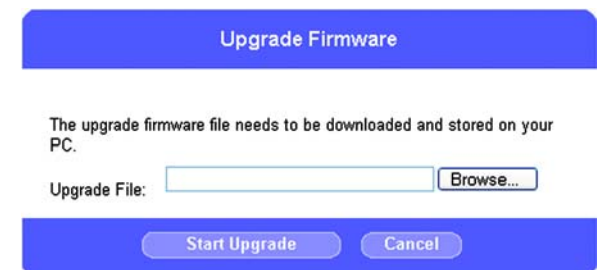 Upgrade Firmware
The upgrade firmware file needs to be downloaded and stored on your
PC.
Upgrade File:
Browse...
Start Upgrade
Cancel